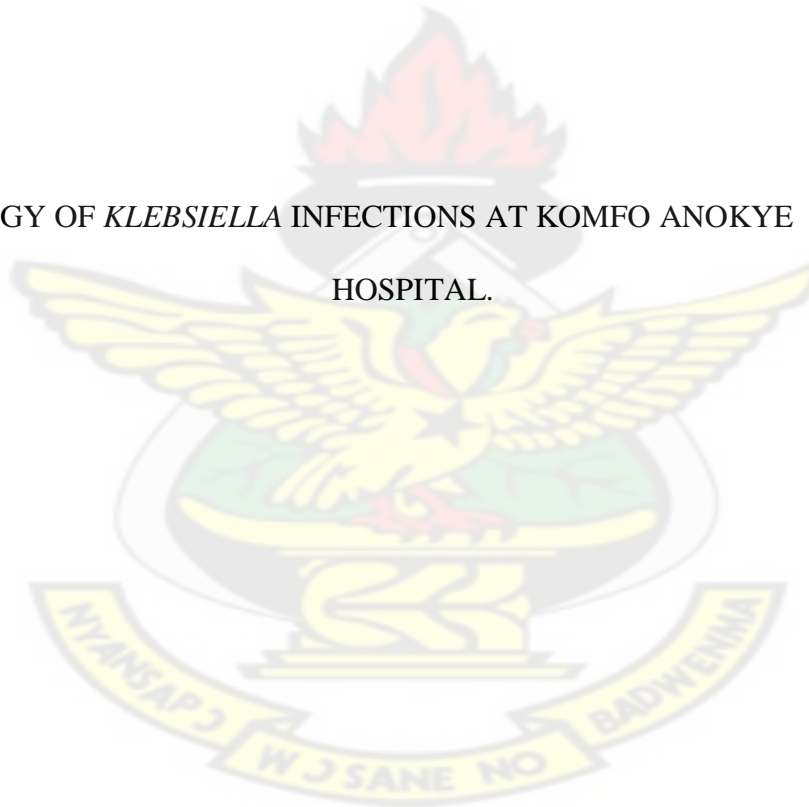 GY OF KLEBSIELLA INFECTIONS AT KOMFO ANOKYE
HOSPITAL.
NYANSAPƆ WƆSANE NO BADWENMA